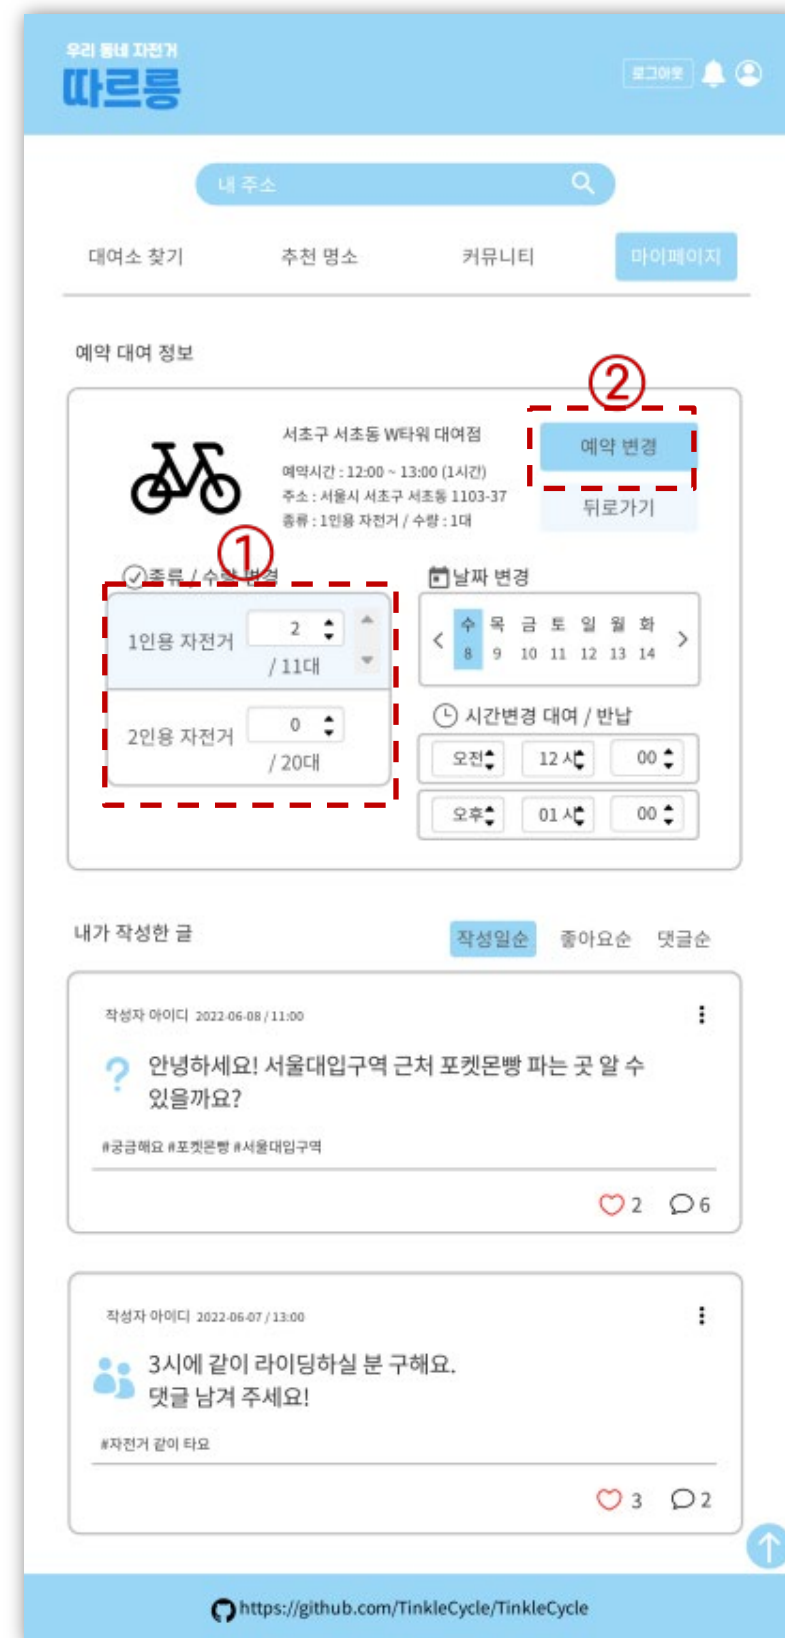 우리 동네 자전거
따르릉
로그아웃
내 주소
대여소 찾기 추천 명소 커뮤니티 마이페이지
예약 대여 정보
②
서초구 서초동 W타워 대여점
예약시간 : 12:00 ~ 13:00 (1시간)
주소 : 서울시 서초구 서초동 1103-37
종류 : 1인용 자전거 / 수량 : 1대
예약 변경
뒤로가기
①
종류 / 수량 변경
1인용 자전거 2
/ 11대
2인용 자전거 0
/ 20대
날짜 변경
< 수 목 금 토 일 월 화 >
8 9 10 11 12 13 14
시간변경 대여 / 반납
오전 12 시 00
오후 01 시 00
내가 작성한 글
작성일순 좋아요순 댓글순
작성자 아이디 2022-06-08 / 11:00
? 안녕하세요! 서울대입구역 근처 포켓몬빵 파는 곳 알 수
있을까요?
#궁금해요 #포켓몬빵 #서울대입구역
2 6
작성자 아이디 2022-06-07 / 13:00
3시에 같이 라이딩하실 분 구해요.
댓글 남겨 주세요!
#자전거 같이 타요
3 2
https://github.com/TinkleCycle/TinkleCycle